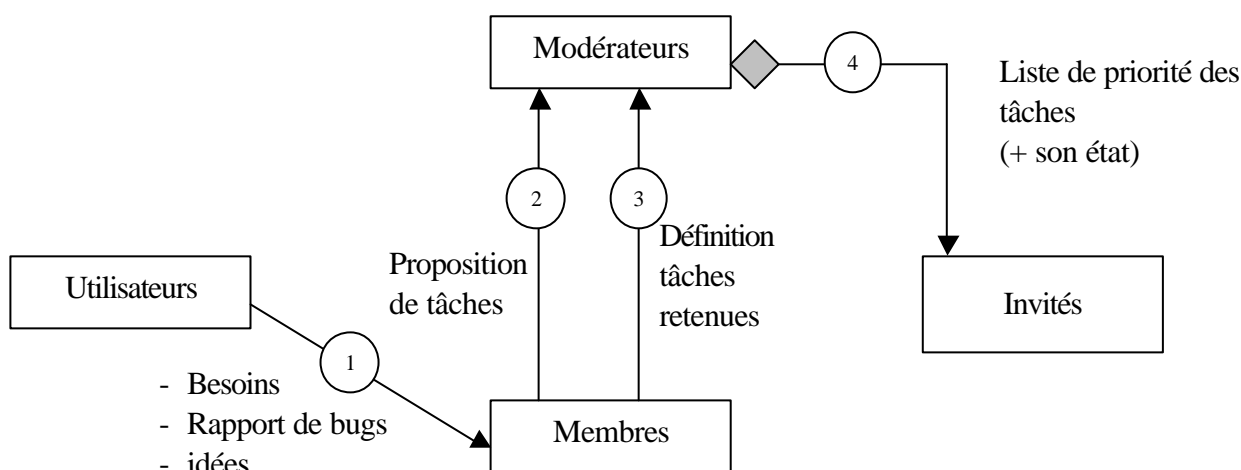 Modérateurs
4
Liste de priorité des
tâches
(+ son état)
2
3
Proposition
de tâches
Définition
tâches
retenues
Utilisateurs
Invités
1
- Besoins
- Rapport de bugs
- idées
Membres